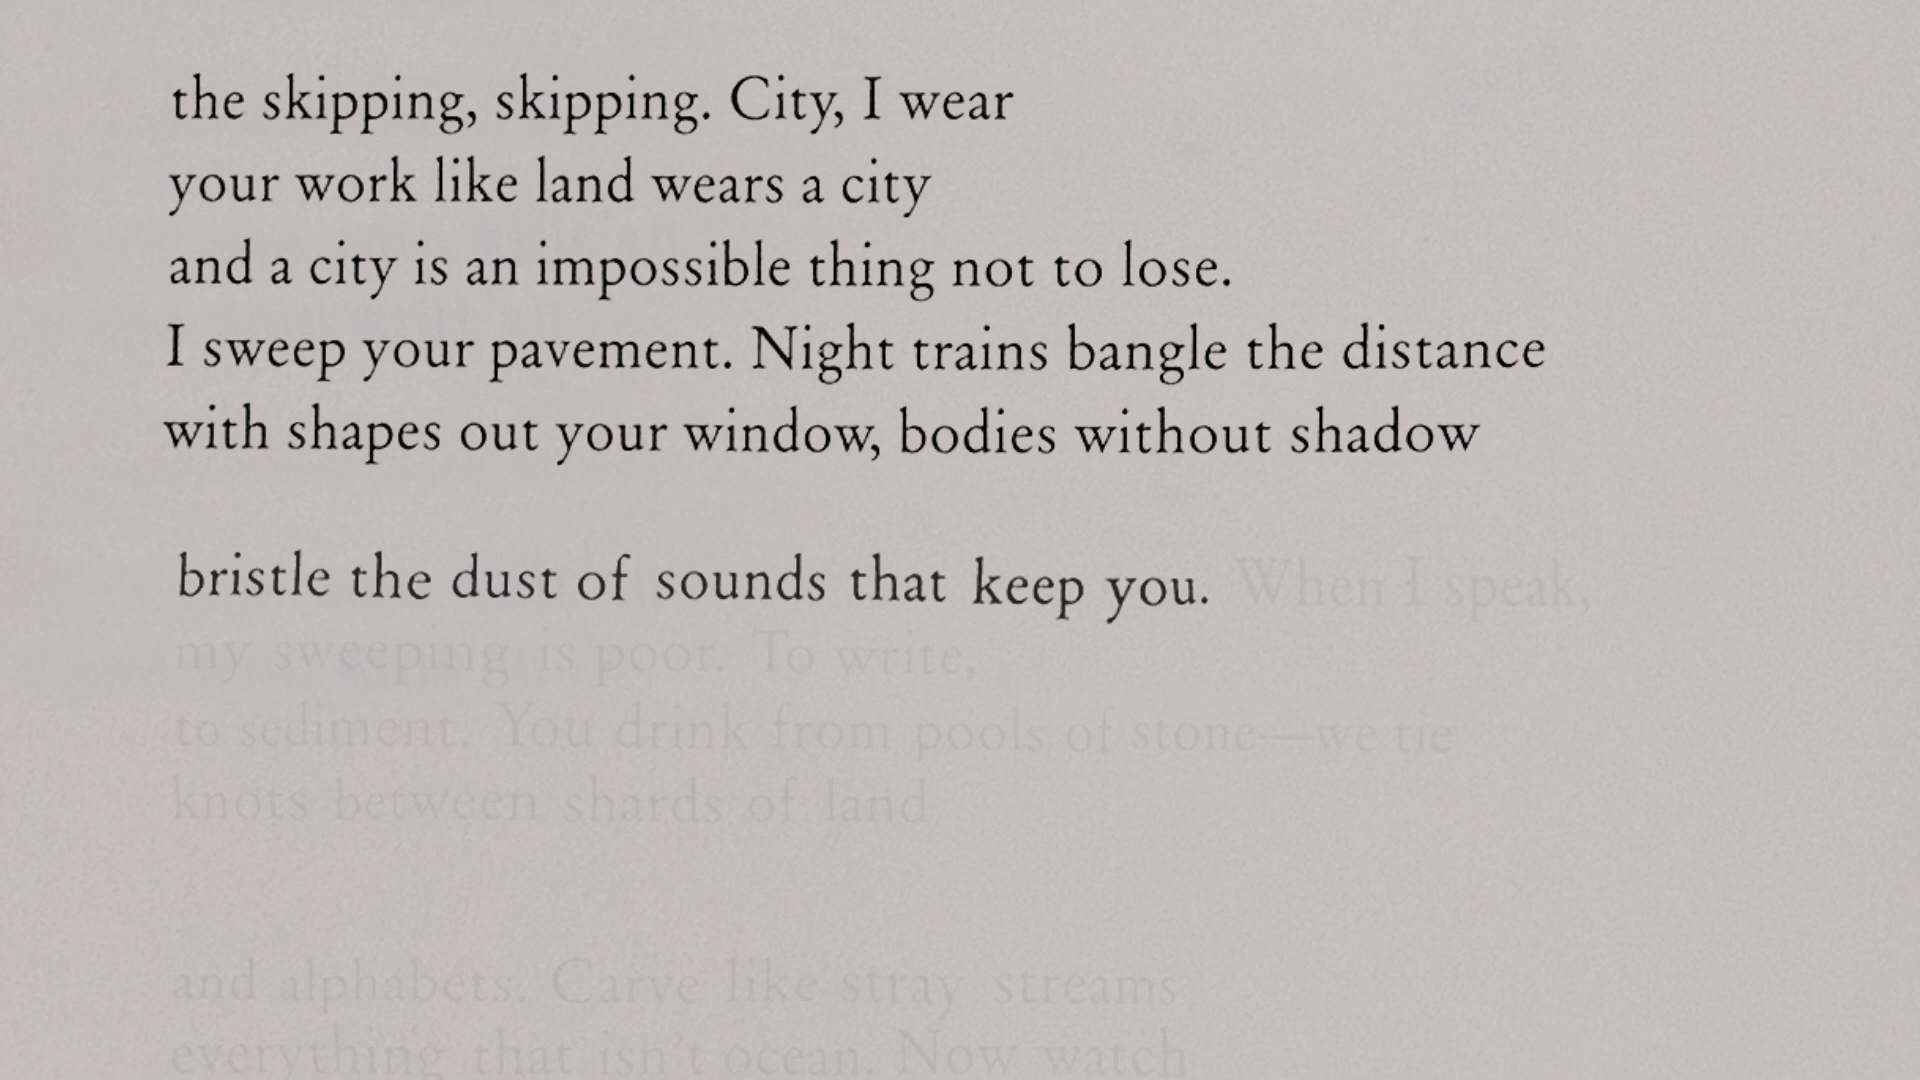 the skipping, skipping. City, I wear
your work like land wears a city
and a city is an impossible thing not to lose.
I sweep your pavement. Night trains bangle the distance
with shapes out your window, bodies without shadow
bristle the dust of sounds that keep you. When I speak,
my sweeping is poor. To write,
to sediment. You drink from pools of stone—we tie
knots between shards of land
and alphabets. Carve like stray streams
everything that isn't ocean. Now watch